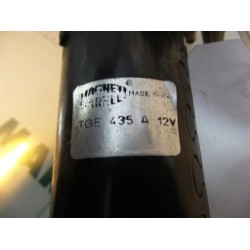 MAGNETI
MARELLI
MADE IN ITALY
TGE 435 A 12V